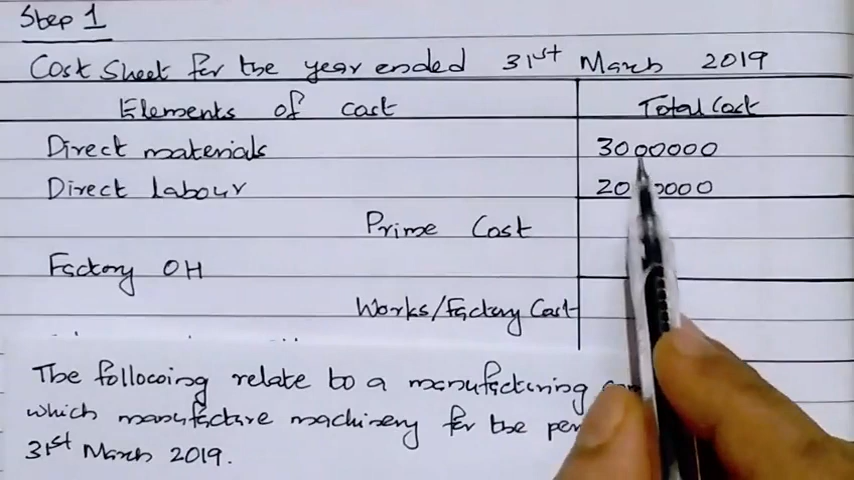 Step 1
Cost Sheet for the year ended 31st March 2019
Elements of cost Total Cost
Direct materials 3000000
Direct labour
Prime Cost
Factory OH
Works/Factory Cost
The following relate to a manufacturing
which manufacture machinery for the
31st March 2019.